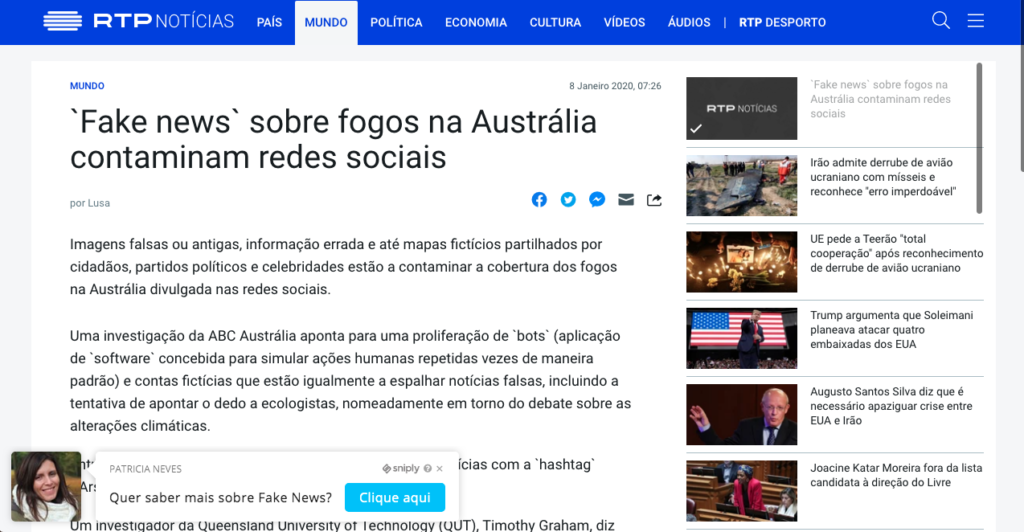 RTP NOTÍCIAS PAÍS MUNDO POLÍTICA ECONOMIA CULTURA VÍDEOS ÁUDIOS | RTP DESPORTO
MUNDO
8 Janeiro 2020, 07:26
`Fake news` sobre fogos na Austrália
contaminam redes sociais
por Lusa
Imagens falsas ou antigas, informação errada e até mapas fictícios partilhados por
cidadãos, partidos políticos e celebridades estão a contaminar a cobertura dos fogos
na Austrália divulgada nas redes sociais.
Uma investigação da ABC Austrália aponta para uma proliferação de `bots` (aplicação
de `software` concebida para simular ações humanas repetidas vezes de maneira
padrão) e contas fictícias que estão igualmente a espalhar notícias falsas, incluindo a
tentativa de apontar o dedo a ecologistas, nomeadamente em torno do debate sobre as
alterações climáticas.
com a `hashtag`
Um investigador da Queensland University of Technology (QUT), Timothy Graham, diz
PATRICIA NEVES
sniply
Quer saber mais sobre Fake News?
Clique aqui
RTP NOTÍCIAS
`Fake news` sobre fogos na
Austrália contaminam redes
sociais
Irão admite derrube de avião
ucraniano com mísseis e
reconhece "erro imperdoável"
UE pede a Teerão "total
cooperação" após reconhecimento
de derrube de avião ucraniano
Trump argumenta que Soleimani
planeava atacar quatro
embaixadas dos EUA
Augusto Santos Silva diz que é
necessário apaziguar crise entre
EUA e Irão
Joacine Katar Moreira fora da lista
candidata à direção do Livre